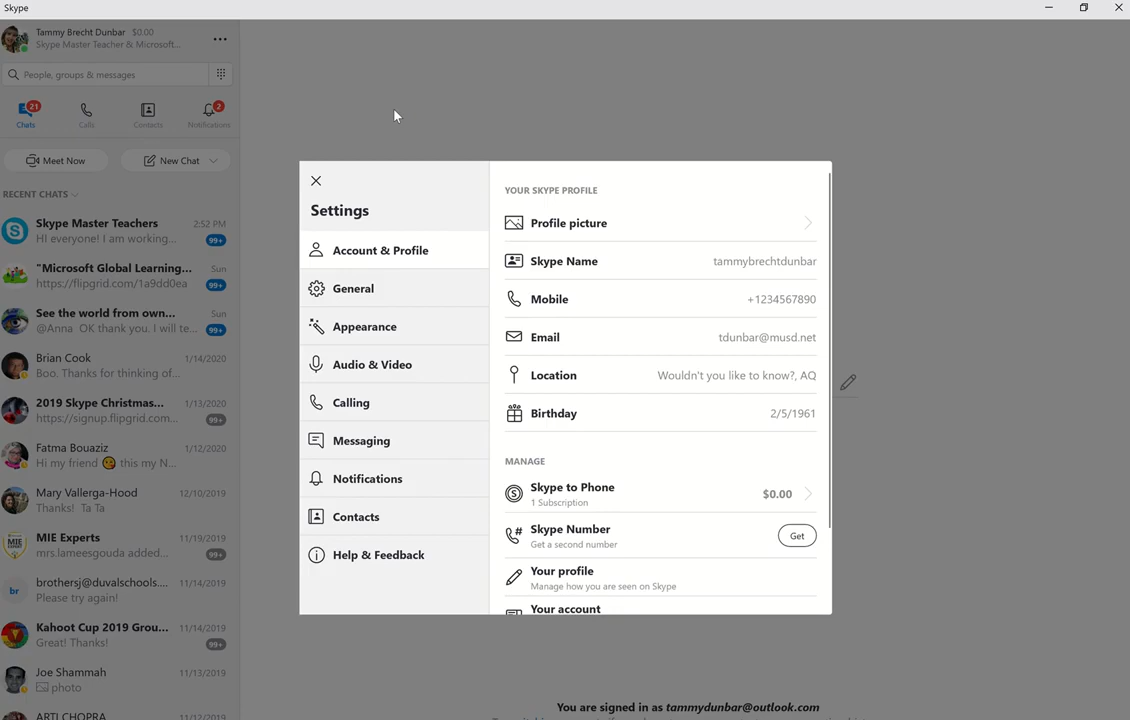 Skype
Tammy Brecht Dunbar $0.00
Skype Master Teacher & Microsoft...
People, groups & messages
21
2
Chats
Calls
Contacts
Notifications
Meet Now
New Chat
RECENT CHATS
Skype Master Teachers 2:52 PM
HI everyone! I am working... 99+
"Microsoft Global Learning... Sun
https://flipgrid.com/1a9dd0ea 99+
See the world from own... Sun
@Anna OK thank you. I will te... 99+
Brian Cook 1/14/2020
Boo. Thanks for thinking of...
2019 Skype Christmas... 1/13/2020
https://signup.flipgrid.com... 99+
Fatma Bouaziz 1/12/2020
Hi my friend 😘 this my N...
Mary Vallerga-Hood 12/10/2019
Thanks! Ta Ta
MIE Experts 11/19/2019
mrs.lameesgouda added... 99+
brothersj@duvalschools.... 11/14/2019
br
Please try again!
Kahoot Cup 2019 Grou... 11/14/2019
Great! Thanks! 99+
Joe Shammah 11/13/2019
photo
ARTI CHOPRA 11/12/2019
Settings
Account & Profile
General
Appearance
Audio & Video
Calling
Messaging
Notifications
Contacts
Help & Feedback
YOUR SKYPE PROFILE
Profile picture
Skype Name tammybrechtdunbar
Mobile +1234567890
Email tdunbar@musd.net
Location Wouldn't you like to know?, AQ
Birthday 2/5/1961
MANAGE
Skype to Phone $0.00
1 Subscription
Skype Number Get
Get a second number
Your profile
Manage how you are seen on Skype
Your account
You are signed in as tammydunbar@outlook.com